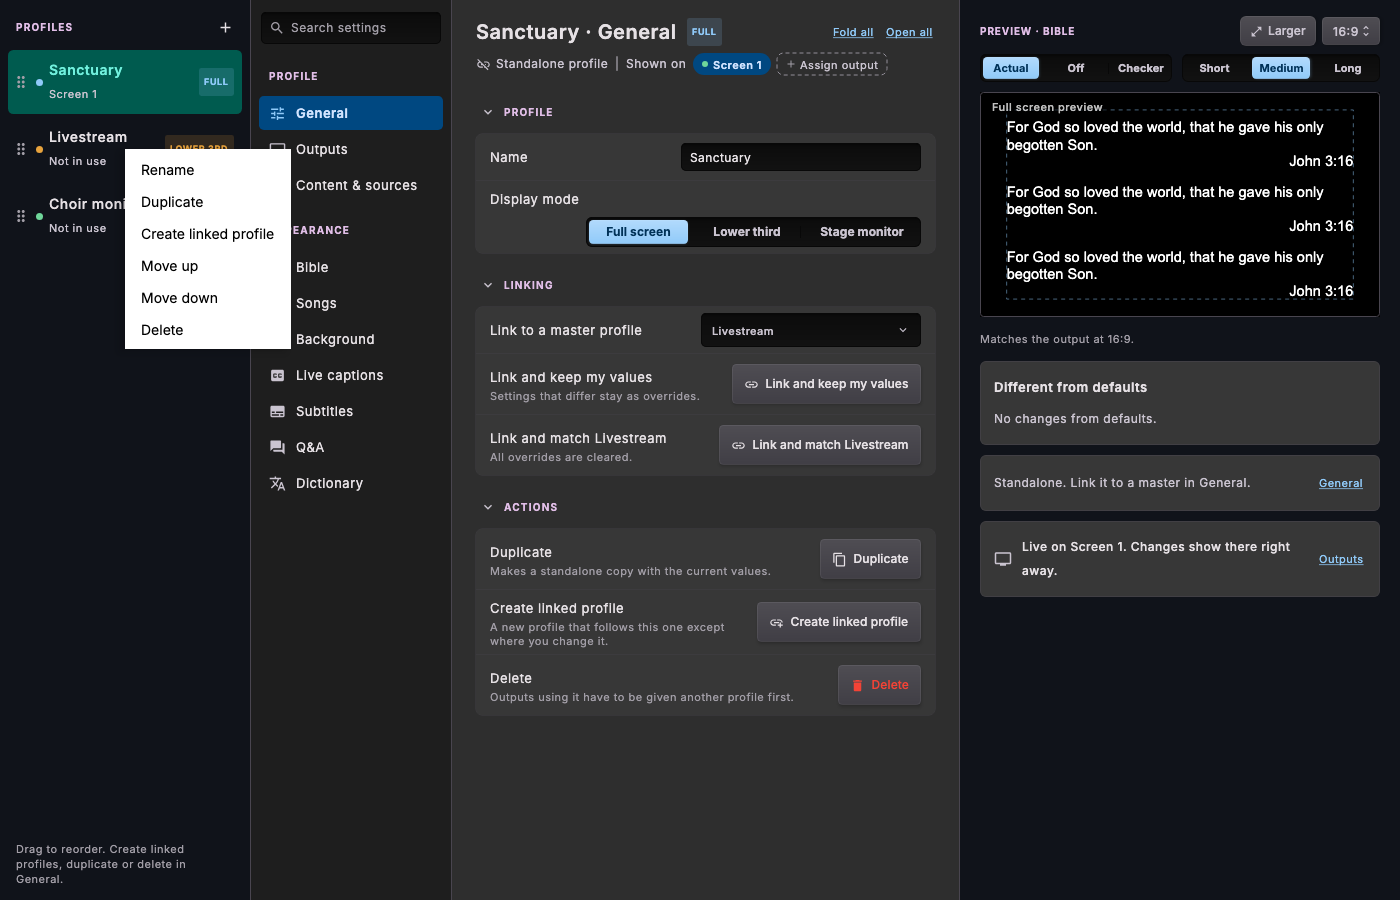 PROFILES
Sanctuary
Screen 1
FULL
Livestream
Not in use
Choir moni
Not in use
Rename
Duplicate
Create linked profile
Move up
Move down
Delete
Drag to reorder. Create linked
profiles, duplicate or delete in
General.
Search settings
PROFILE
General
Outputs
Content & sources
EARANCE
Bible
Songs
Background
Live captions
Subtitles
Q&A
Dictionary
Sanctuary · General FULL
Fold all Open all
Standalone profile | Shown on Screen 1 + Assign output
PROFILE
Name Sanctuary
Display mode
Full screen Lower third Stage monitor
LINKING
Link to a master profile Livestream
Link and keep my values
Settings that differ stay as overrides.
Link and keep my values
Link and match Livestream
All overrides are cleared.
Link and match Livestream
ACTIONS
Duplicate
Makes a standalone copy with the current values.
Duplicate
Create linked profile
A new profile that follows this one except
where you change it.
Create linked profile
Delete
Outputs using it have to be given another profile first.
Delete
PREVIEW · BIBLE
Larger 16:9
Actual Off Checker Short Medium Long
Full screen preview
For God so loved the world, that he gave his only
begotten Son.
John 3:16
For God so loved the world, that he gave his only
begotten Son.
John 3:16
For God so loved the world, that he gave his only
begotten Son.
John 3:16
Matches the output at 16:9.
Different from defaults
No changes from defaults.
Standalone. Link it to a master in General. General
Live on Screen 1. Changes show there right
away.
Outputs